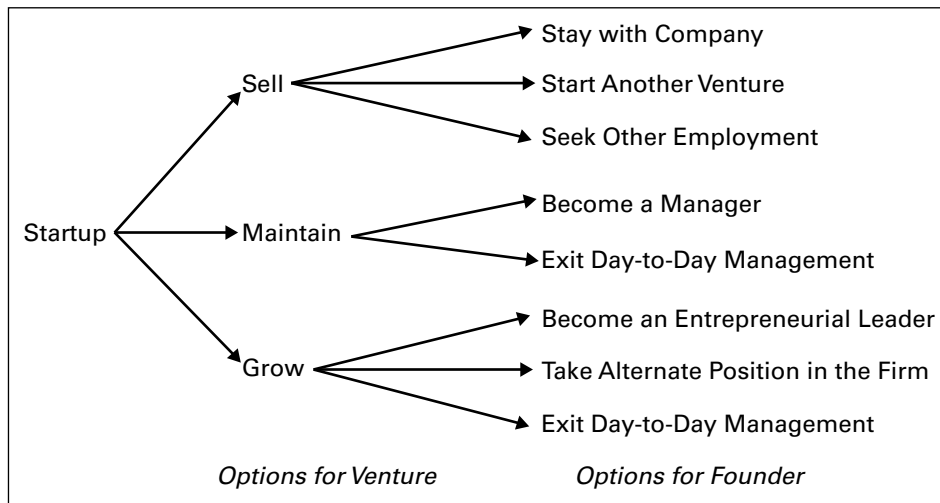 Stay with Company
Sell
Start Another Venture
Seek Other Employment
Become a Manager
Startup
Maintain
Exit Day-to-Day Management
Become an Entrepreneurial Leader
Grow
Take Alternate Position in the Firm
Exit Day-to-Day Management
Options for Venture
Options for Founder